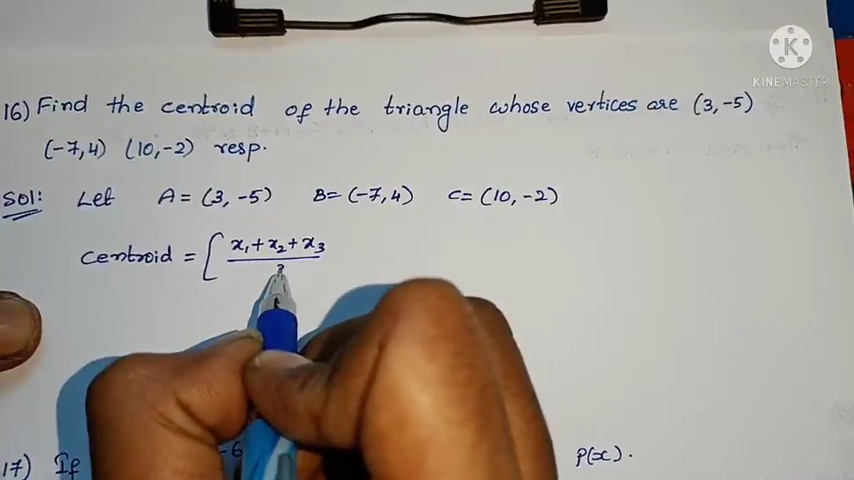 K
KINEMASTER
16) Find the centroid of the triangle whose vertices are (3, -5)
(-7, 4) (10, -2) resp.
Sol: Let A = (3, -5) B = (-7, 4) C = (10, -2)
Centroid = [ x₁ + x₂ + x₃
17) If -6 P(x).